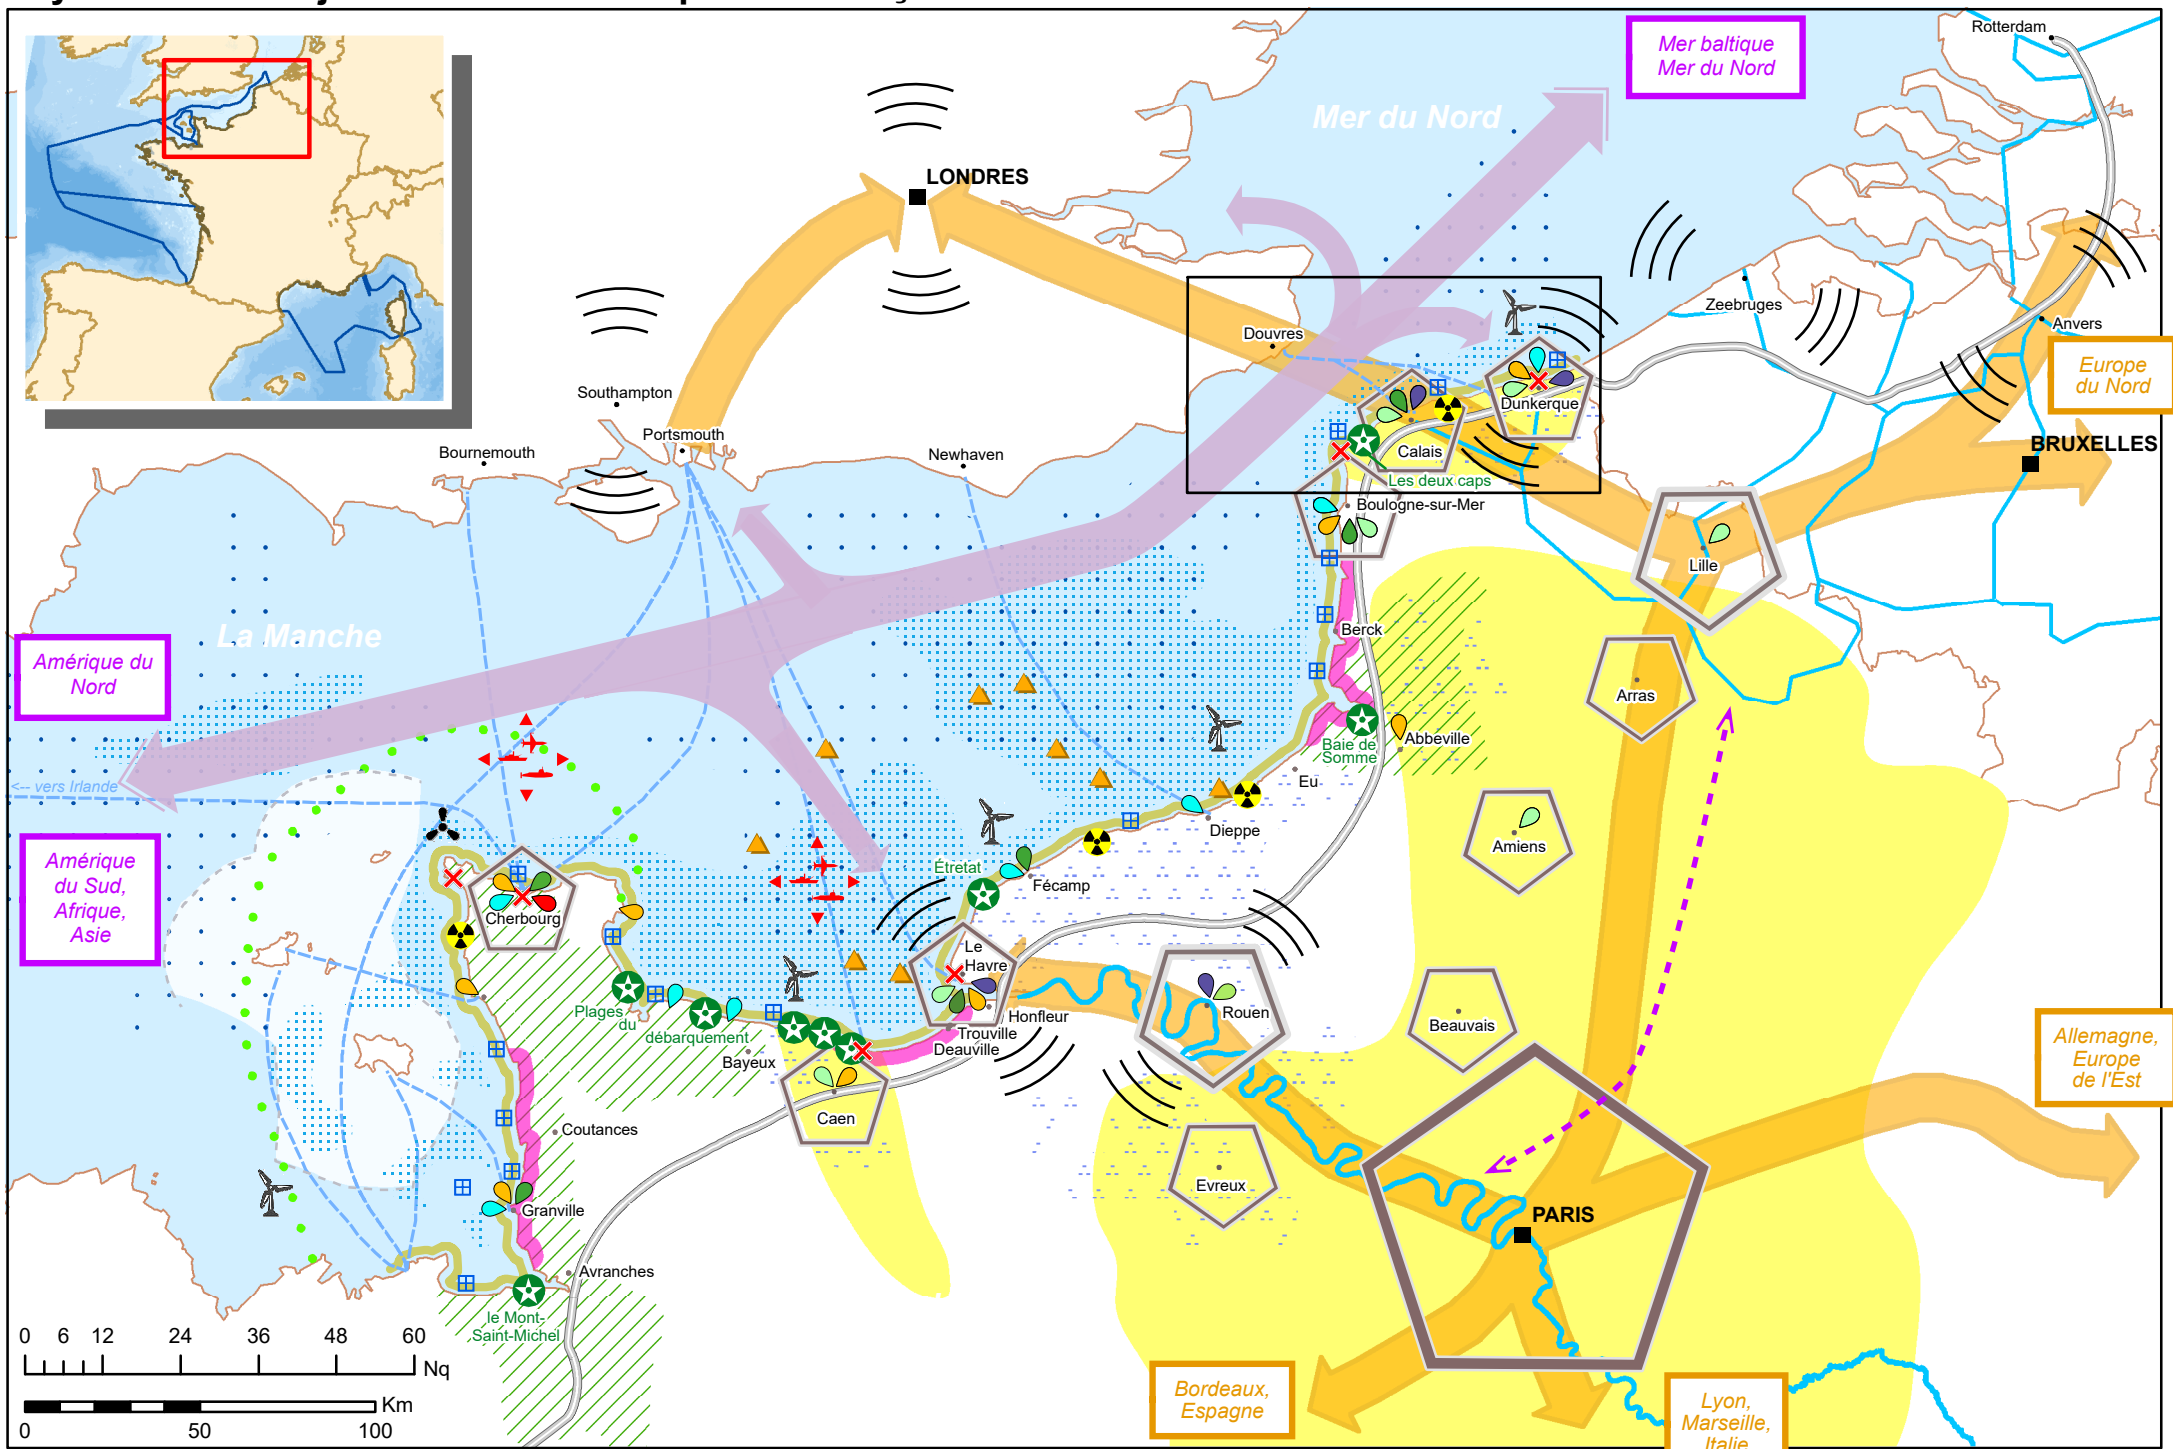 Rotterdam
Mer baltique
Mer du Nord
Mer du Nord
LONDRES
Zeebruges
Anvers
Douvres
Europe
du Nord
Southampton
Dunkerque
Portsmouth
Bournemouth
Newhaven
Calais
BRUXELLES
Les deux caps
Boulogne-sur-Mer
Lille
La Manche
Berck
Amérique du
Nord
Arras
Baie de
Somme
Abbeville
<-- vers Irlande
Eu
Dieppe
Amiens
Amérique
du Sud,
Afrique,
Asie
Étretat
Fécamp
Cherbourg
Le
Havre
Plages
du
débarquement
Honfleur
Rouen
Beauvais
Trouville
Deauville
Bayeux
Allemagne,
Europe
de l'Est
Caen
Coutances
Evreux
Granville
PARIS
Avranches
le Mont-
Saint-Michel
0 6 12 24 36 48 60
Nq
Km
0 50 100
Bordeaux,
Espagne
Lyon,
Marseille,
Italie